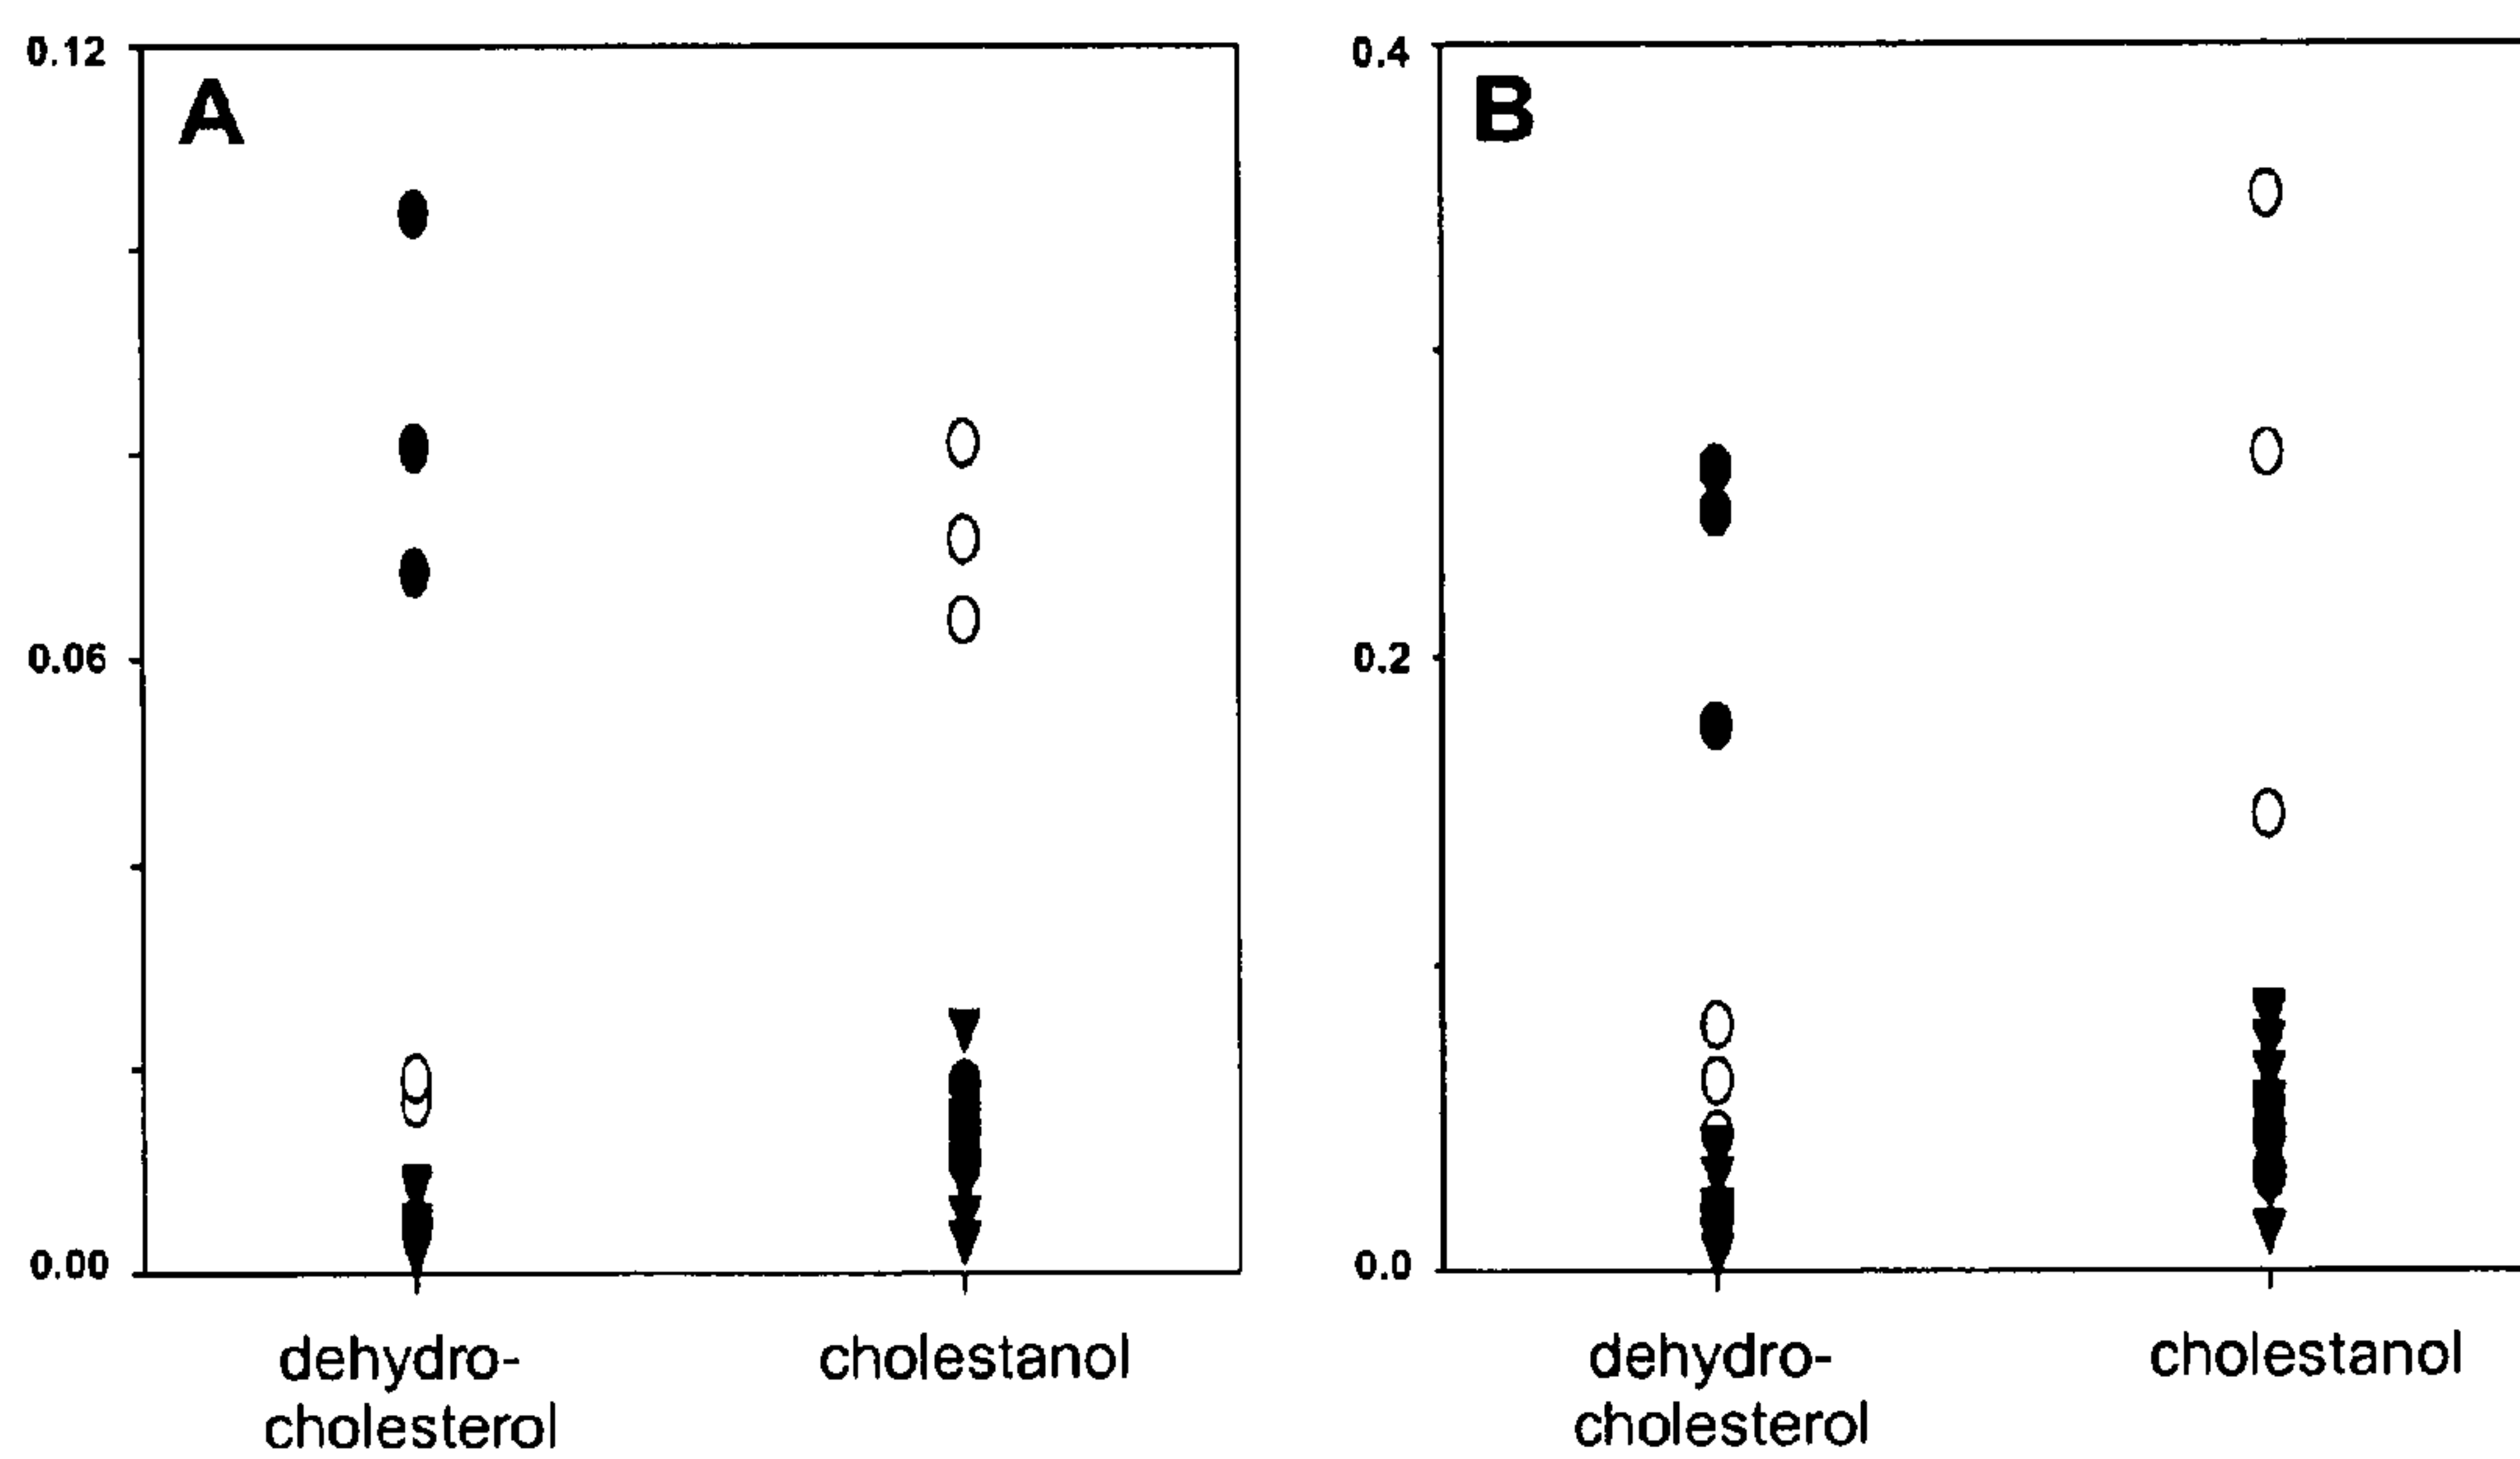 0.12
A
0.06
0.00
dehydro-
cholesterol
cholestanol
0.4
B
0.2
0.0
dehydro-
cholesterol
cholestanol